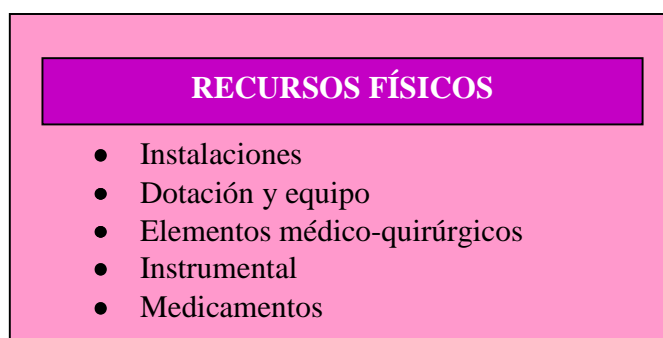 RECURSOS FÍSICOS
● Instalaciones
● Dotación y equipo
● Elementos médico-quirúrgicos
● Instrumental
● Medicamentos